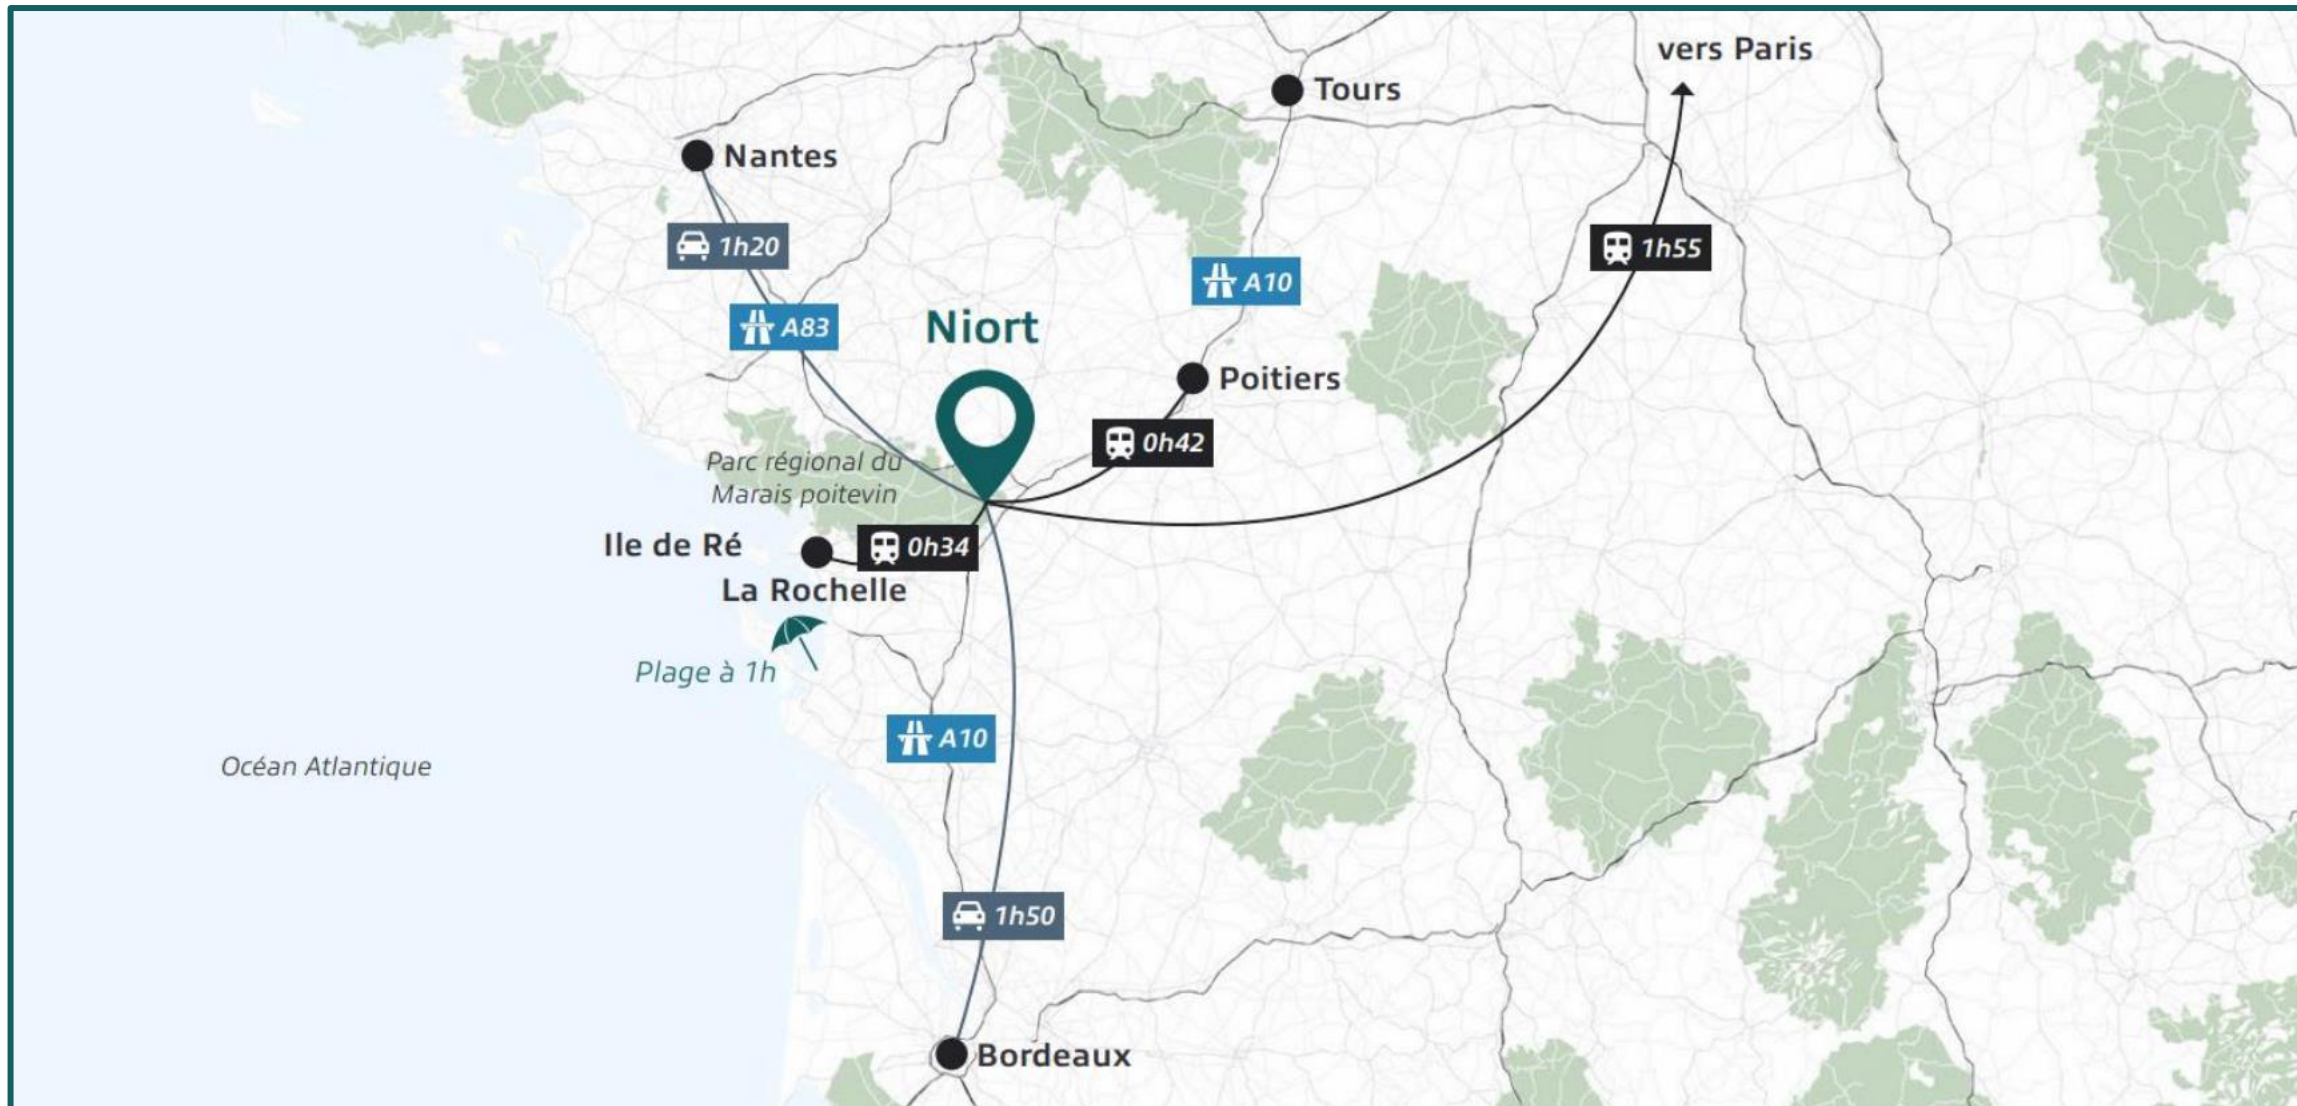 vers Paris
Tours
Nantes
1h20
1h55
A10
A83
Niort
Poitiers
0h42
Parc régional du
Marais poitevin
Ile de Ré
0h34
La Rochelle
Plage à 1h
A10
Océan Atlantique
1h50
Bordeaux